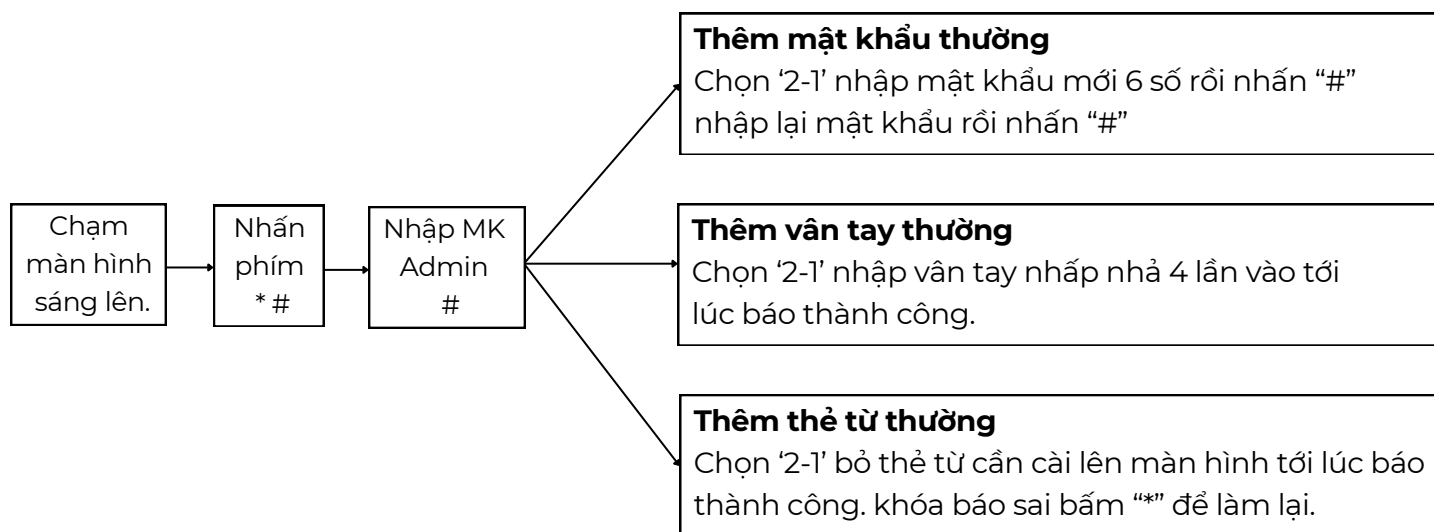 Chạm
màn hình
sáng lên.
Nhấn
phím
* #
Nhập MK
Admin
#
Thêm mật khẩu thường
Chọn ‘2-1’ nhập mật khẩu mới 6 số rồi nhấn “#”
nhập lại mật khẩu rồi nhấn “#”
Thêm vân tay thường
Chọn ‘2-1’ nhập vân tay nhấp nhả 4 lần vào tới
lúc báo thành công.
Thêm thẻ từ thường
Chọn ‘2-1’ bỏ thẻ từ cần cài lên màn hình tới lúc báo
thành công. khóa báo sai bấm “*” để làm lại.